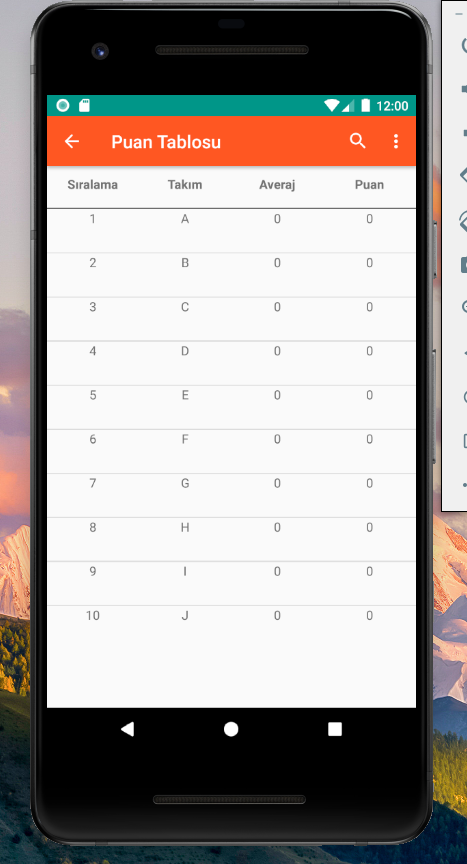 12:00
Puan Tablosu
Sıralama Takım Averaj Puan
1 A 0 0
2 B 0 0
3 C 0 0
4 D 0 0
5 E 0 0
6 F 0 0
7 G 0 0
8 H 0 0
9 I 0 0
10 J 0 0